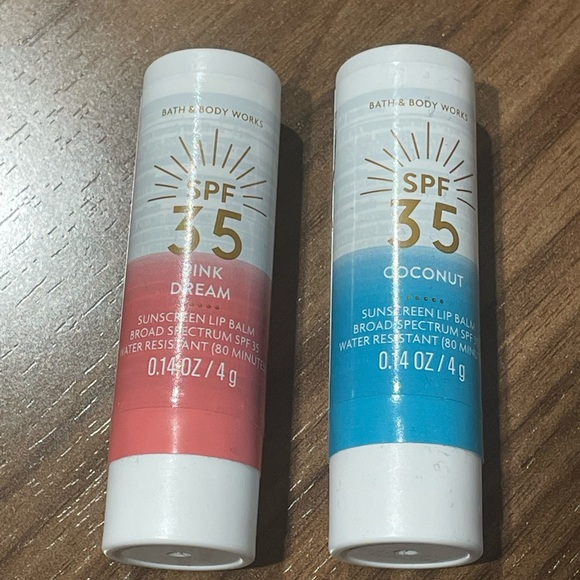 BATH & BODY WORKS
SPF
35
PINK
DREAM
SUNSCREEN LIP BALM
BROAD SPECTRUM SPF 35
WATER RESISTANT (80 MINUTE
0.14 OZ / 4 g
BATH & BODY WORKS
SPF
35
COCONUT
SUNSCREEN LIP BALM
BROAD SPECTRUM SPF
WATER RESISTANT (80 MIN
0.14 OZ / 4 g